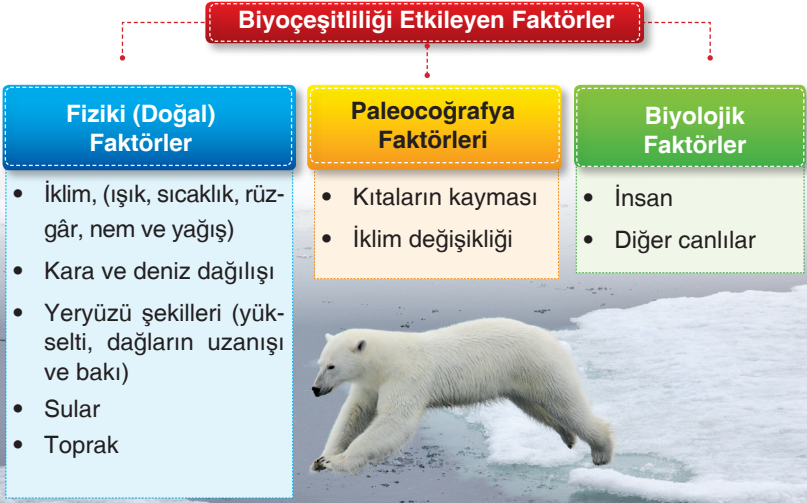 Biyoçeşitliliği Etkileyen Faktörler
Fiziki (Doğal)
Faktörler
• İklim, (ışık, sıcaklık, rüz-
gâr, nem ve yağış)
• Kara ve deniz dağılışı
• Yeryüzü şekilleri (yük-
selti, dağların uzanışı
ve bakı)
• Sular
• Toprak
Paleocoğrafya
Faktörleri
• Kıtaların kayması
• İklim değişikliği
Biyolojik
Faktörler
• İnsan
• Diğer canlılar